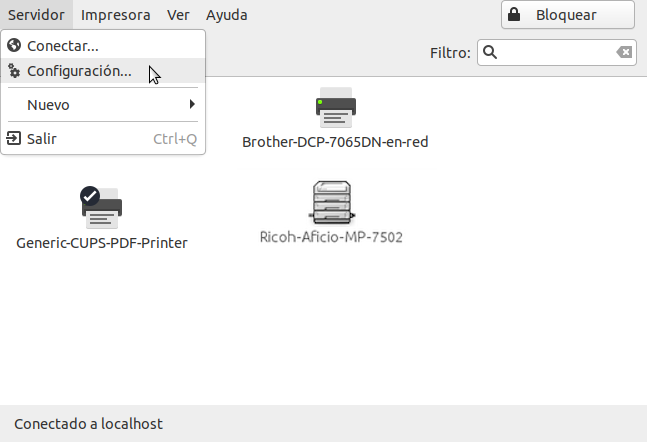 Servidor Impresora Ver Ayuda Bloquear
Conectar... Filtro:
Configuración...
Nuevo
Salir Ctrl+Q
Brother-DCP-7065DN-en-red
Generic-CUPS-PDF-Printer Ricoh-Aficio-MP-7502
Conectado a localhost